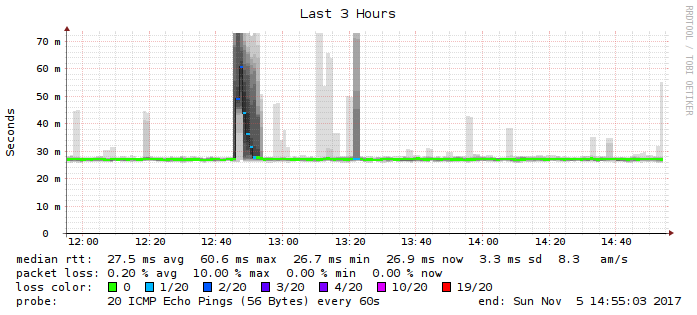 Last 3 Hours
RRDTOOL / TOBI OETIKER
Seconds
70 m
60 m
50 m
40 m
30 m
20 m
10 m
0
12:00 12:20 12:40 13:00 13:20 13:40 14:00 14:20 14:40
median rtt: 27.5 ms avg 60.6 ms max 26.7 ms min 26.9 ms now 3.3 ms sd 8.3 am/s
packet loss: 0.20 % avg 10.00 % max 0.00 % min 0.00 % now
loss color: 0 1/20 2/20 3/20 4/20 10/20 19/20
probe: 20 ICMP Echo Pings (56 Bytes) every 60s end: Sun Nov 5 14:55:03 2017